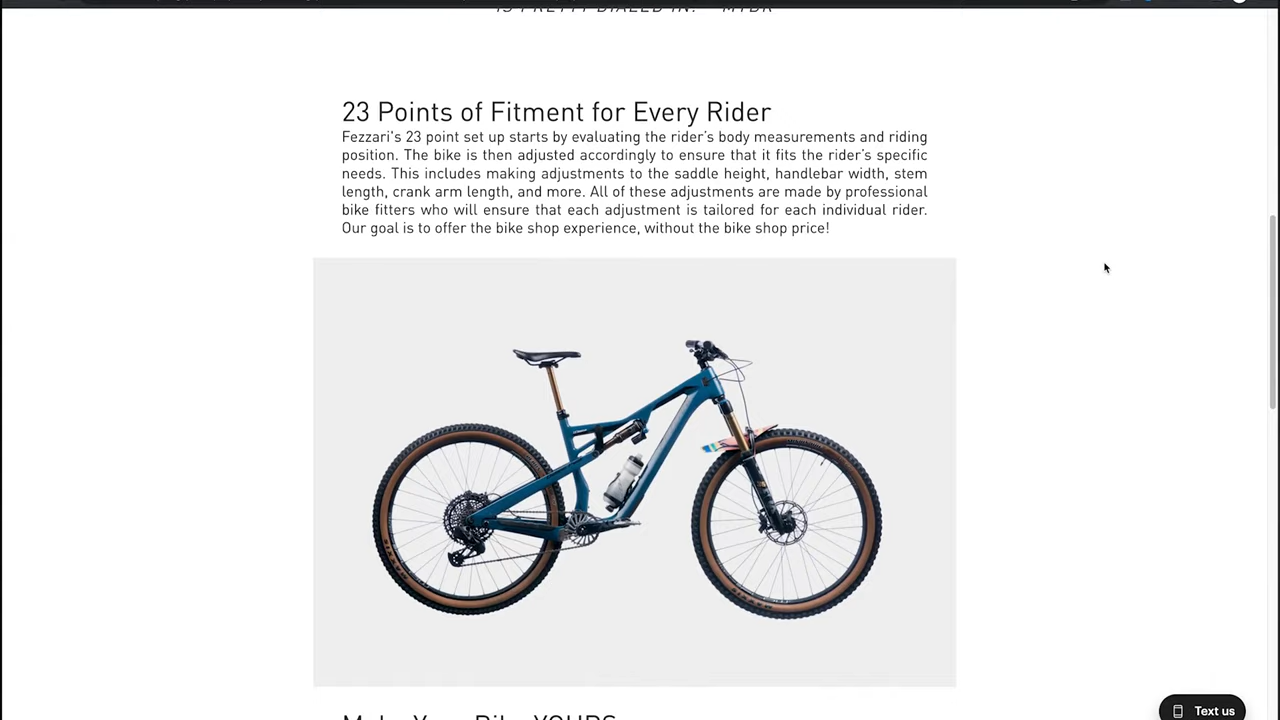 23 Points of Fitment for Every Rider
Fezzari's 23 point set up starts by evaluating the rider's body measurements and riding
position. The bike is then adjusted accordingly to ensure that it fits the rider's specific
needs. This includes making adjustments to the saddle height, handlebar width, stem
length, crank arm length, and more. All of these adjustments are made by professional
bike fitters who will ensure that each adjustment is tailored for each individual rider.
Our goal is to offer the bike shop experience, without the bike shop price!
Make Your Bike YOURS
Text us